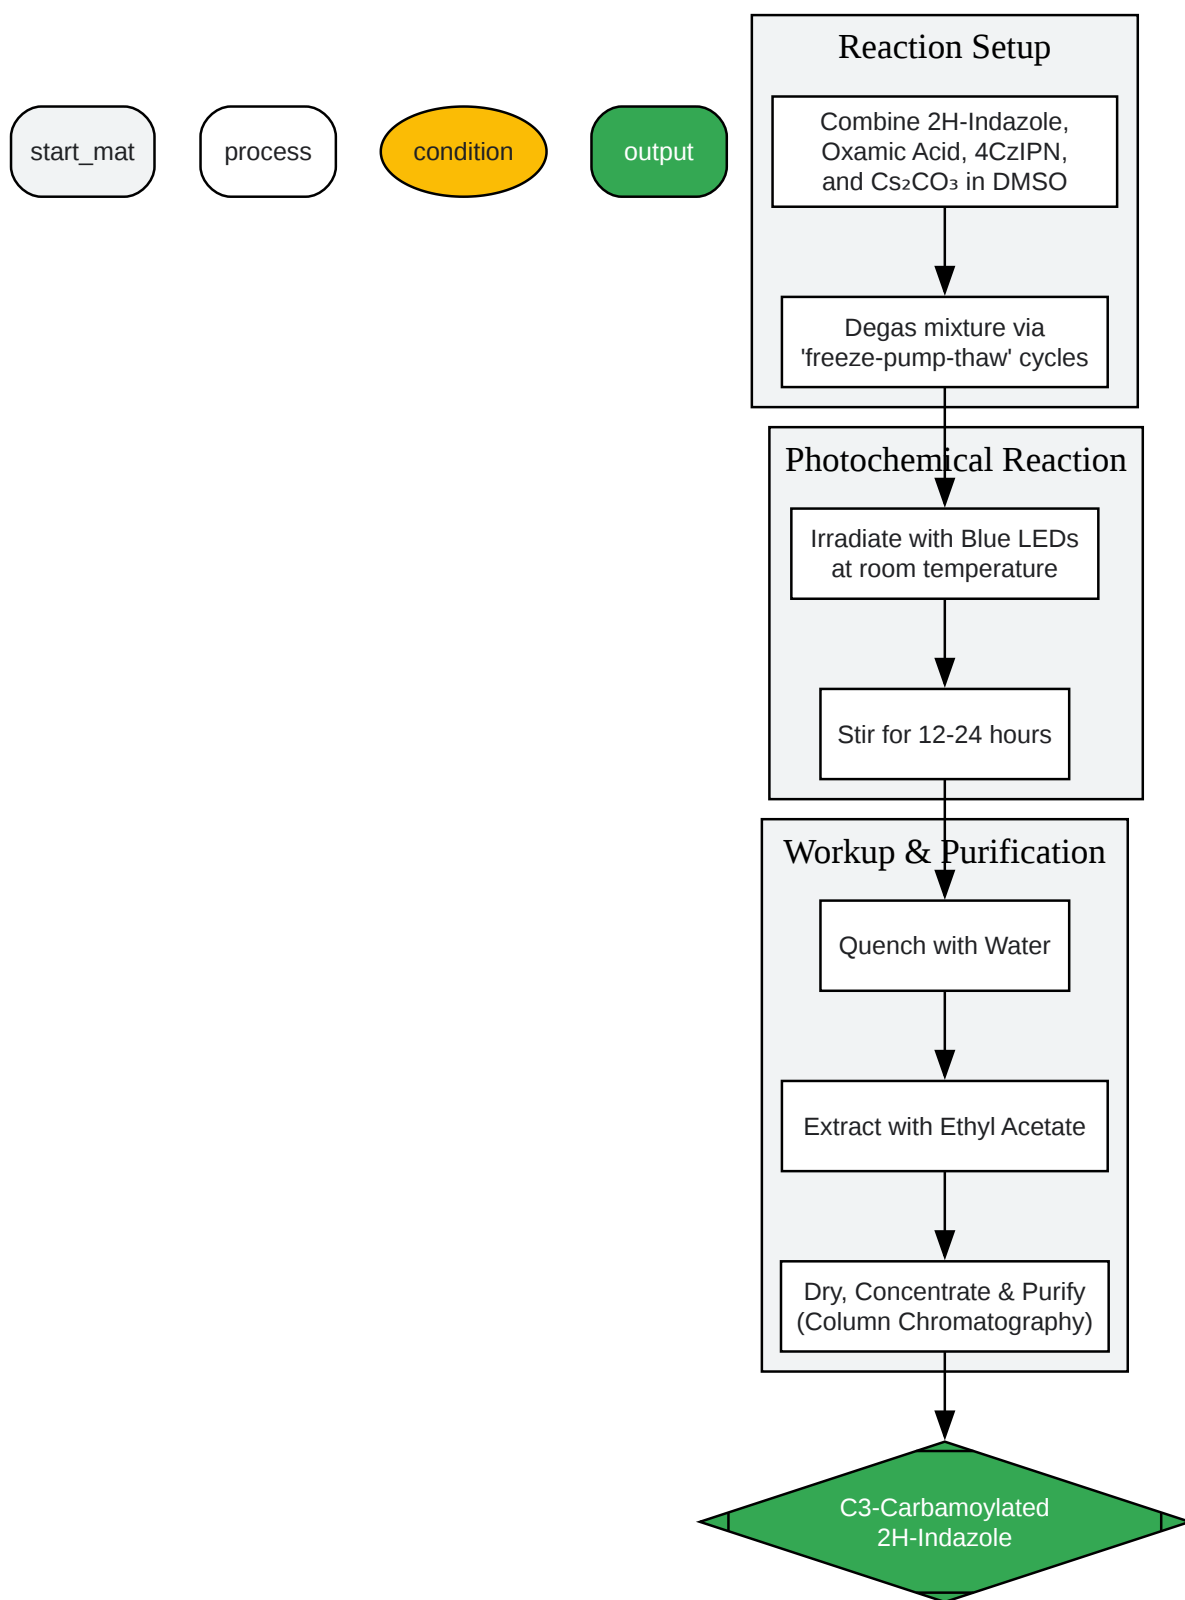 start_mat
process
condition
output
Reaction Setup
Combine 2H-Indazole,
Oxamic Acid, 4CzIPN,
and Cs₂CO₃ in DMSO
Degas mixture via
'freeze-pump-thaw' cycles
Photochemical Reaction
Irradiate with Blue LEDs
at room temperature
Stir for 12-24 hours
Workup & Purification
Quench with Water
Extract with Ethyl Acetate
Dry, Concentrate & Purify
(Column Chromatography)
C3-Carbamoylated
2H-Indazole